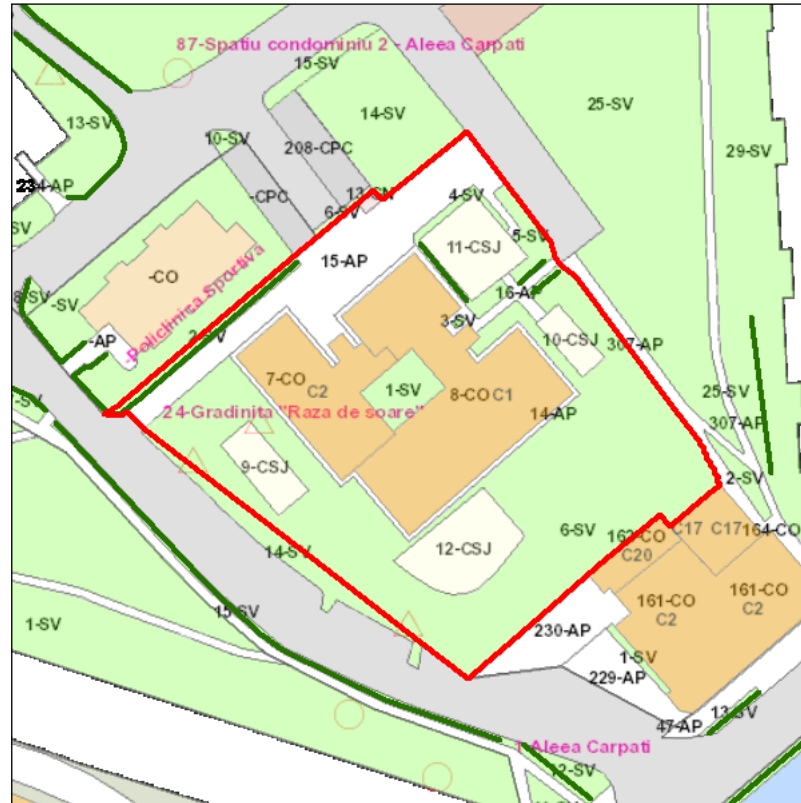 87-Spatiu condominiu 2 - Aleea Carpati
15-SV
14-SV
25-SV
13-SV
10-SV
208-CPC
29-SV
-CPC
13-CN
4-SV
6-SV
5-SV
11-CSJ
15-AP
-CO
-Policlinica Sportiva
16-AP
-SV
3-SV
-AP
10-CSJ
307-AP
7-CO
C2
1-SV
8-CO C1
25-SV
24-Gradinita "Raza de soare"
14-AP
307-AP
9-CSJ
2-SV
6-SV
162-CO
C17
C17
164-CO
12-CSJ
C20
14-SV
161-CO
C2
161-CO
C2
15-SV
1-SV
230-AP
1-SV
229-AP
13-SV
47-AP
1-Aleea Carpati
12-SV